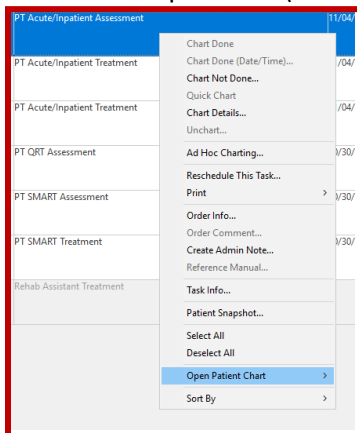 PT Acute/Inpatient Assessment
11/04/
Chart Done
PT Acute/Inpatient Treatment
Chart Done (Date/Time)...
/04/
Chart Not Done...
Quick Chart
PT Acute/Inpatient Treatment
Chart Details...
/04/
Unchart...
PT QRT Assessment
Ad Hoc Charting...
/30/
Reschedule This Task...
PT SMART Assessment
Print
>
/30/
Order Info...
Order Comment...
PT SMART Treatment
/30/
Create Admin Note...
Reference Manual...
Rehab Assistant Treatment
Task Info...
Patient Snapshot...
Select All
Deselect All
Open Patient Chart
>
Sort By
>